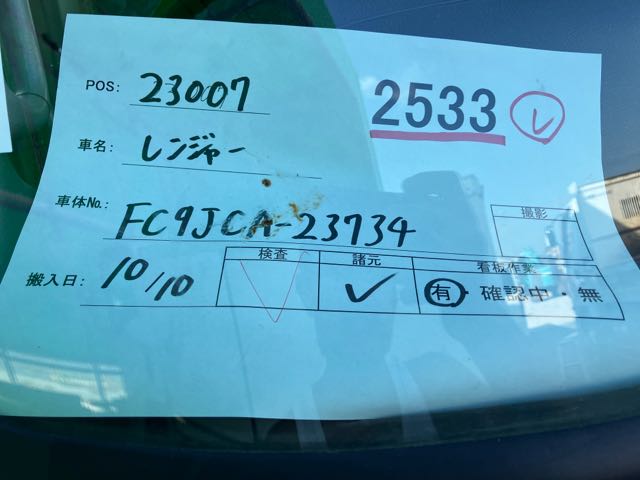 POS: 23007
2533 レ
車名: レンジャー
車体No.: FC9JCA-23734
撮影
搬入日: 10/10
検査 諸元 看板作業
✓ ✓ 有・確認中・無